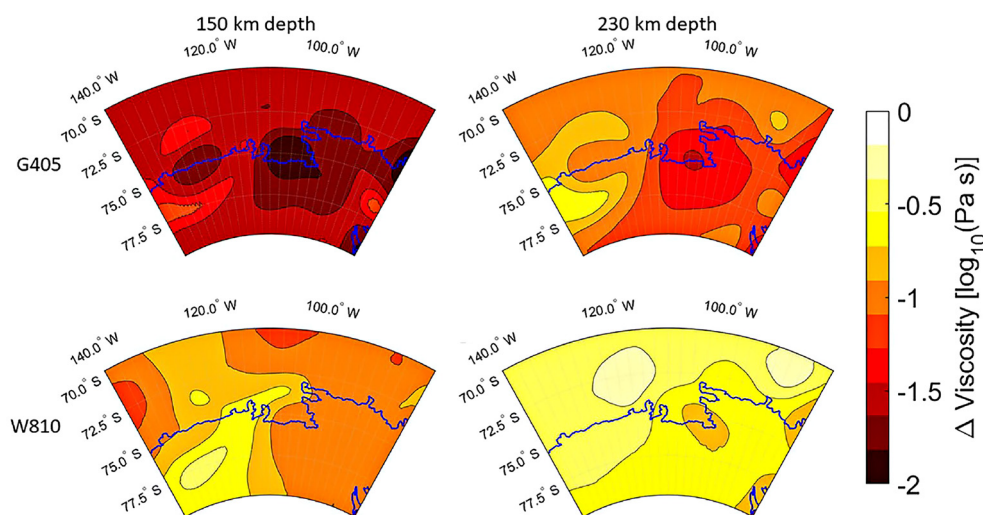 150 km depth
230 km depth
120.0° W
100.0° W
120.0° W
100.0° W
140.0° W
140.0° W
70.0° S
70.0° S
G405
72.5° S
72.5° S
75.0° S
75.0° S
77.5° S
77.5° S
120.0° W
100.0° W
120.0° W
100.0° W
140.0° W
140.0° W
70.0° S
70.0° S
W810
72.5° S
72.5° S
75.0° S
75.0° S
77.5° S
77.5° S
0
-0.5
-1
-1.5
-2
Δ Viscosity [log10(Pa s)]